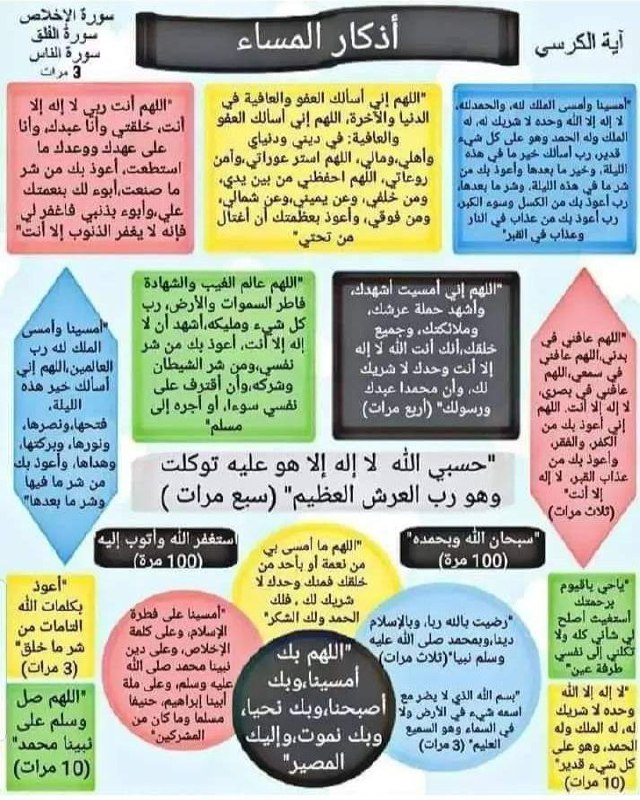 أذكار المساء
آية الكرسي
سورة الإخلاص
سورة الفلق
سورة الناس
3 مرات
"أمسينا وأمسى الملك لله، والحمدلله،
لا إله إلا الله وحده لا شريك له، له
الملك وله الحمد وهو على كل شيء
قدير، رب أسألك خير ما في هذه
الليلة، وخير ما بعدها وأعوذ بك من
شر ما في هذه الليلة، وشر ما بعدها،
رب أعوذ بك من الكسل وسوء الكبر،
رب أعوذ بك من عذاب في النار
وعذاب في القبر"
"اللهم إني أسألك العفو والعافية في
الدنيا والآخرة، اللهم إني أسألك العفو
والعافية: في ديني ودنياي
وأهلي،ومالي، اللهم استر عوراتي،وآمن
روعاتي، اللهم احفظني من بين يدي،
ومن خلفي، وعن يميني،وعن شمالي،
ومن فوقي، وأعوذ بعظمتك أن أغتال
من تحتي"
"اللهم أنت ربي لا إله إلا
أنت، خلقتني وأنا عبدك، وأنا
على عهدك ووعدك ما
استطعت، أعوذ بك من شر
ما صنعت،أبوء لك بنعمتك
علي،وأبوء بذنبي فاغفر لي
فإنه لا يغفر الذنوب إلا أنت"
"اللهم عافني في
بدني،اللهم عافني
في سمعي،اللهم
عافني في بصري،
لا إله إلا أنت. اللهم
إني أعوذ بك من
الكفر، والفقر،
وأعوذ بك من
عذاب القبر، لا إله
إلا أنت"
(ثلاث مرات)
"اللهم إني أمسيت أشهدك،
وأشهد حملة عرشك،
وملائكتك، وجميع
خلقك،أنك أنت الله لا إله
إلا أنت وحدك لا شريك
لك، وأن محمدا عبدك
ورسولك" (أربع مرات)
"اللهم عالم الغيب والشهادة
فاطر السموات والأرض، رب
كل شيء ومليكه،أشهد أن لا
إله إلا أنت، أعوذ بك من شر
نفسي،ومن شر الشيطان
وشركه،وأن أقترف على
نفسي سوءا، أو أجره إلى
مسلم"
"أمسينا وأمسى
الملك لله رب
العالمين،اللهم إني
أسألك خير هذه
الليلة،
فتحها،ونصرها،
ونورها، وبركتها،
وهداها، وأعوذ بك
من شر ما فيها
وشر ما بعدها"
"حسبي الله لا إله إلا هو عليه توكلت
وهو رب العرش العظيم" (سبع مرات )
"سبحان الله وبحمده"
(100 مرة)
استغفر الله وأتوب إليه
(100 مرة)
"ياحي ياقيوم
برحمتك
أستغيث أصلح
لي شأني كله ولا
تكلني إلى نفسي
طرفة عين"
"لا إله إلا الله
وحده لا شريك
له، له الملك وله
الحمد، وهو على
كل شيء قدير"
(10 مرات)
"رضيت بالله ربا، وبالإسلام
دينا،وبمحمد صلى الله عليه
وسلم نبيا"(ثلاث مرات)
"بسم الله الذي لا يضر مع
اسمه شيء في الأرض ولا
في السماء وهو السميع
العليم" (3 مرات)
"اللهم ما أمسى بي
من نعمة أو بأحد من
خلقك فمنك وحدك لا
شريك لك ، فلك
الحمد ولك الشكر"
"اللهم بك
أمسينا،وبك
أصبحنا،وبك نحيا،
وبك نموت،وإليك
المصير"
"أمسينا على فطرة
الإسلام، وعلى كلمة
الإخلاص، وعلى دين
نبينا محمد صلى الله
عليه وسلم، وعلى ملة
أبينا إبراهيم، حنيفا
مسلما وما كان من
المشركين"
"أعوذ
بكلمات الله
التامات من
شر ما خلق"
(3 مرات)
"اللهم صل
وسلم على
نبينا محمد"
(10 مرات)